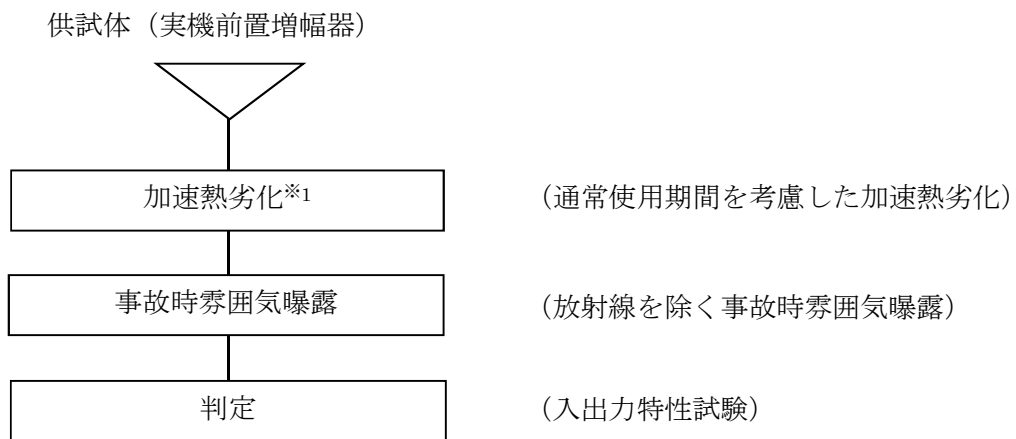 供試体（実機前置増幅器）
加速熱劣化※1 （通常使用期間を考慮した加速熱劣化）
事故時雰囲気曝露 （放射線を除く事故時雰囲気曝露）
判定 （入出力特性試験）